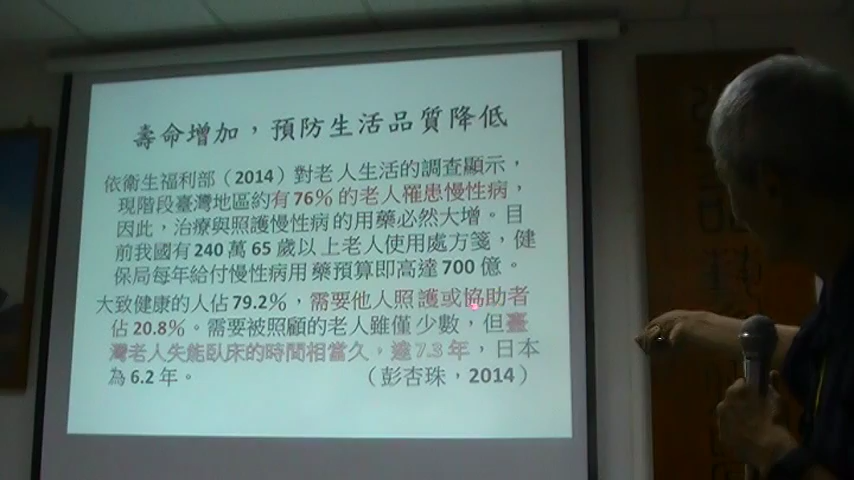 壽命增加，預防生活品質降低
依衛生福利部（2014）對老人生活的調查顯示，
現階段臺灣地區約有76%的老人罹患慢性病，
因此，治療與照護慢性病的用藥必然大增。目
前我國有240萬65歲以上老人使用處方箋，健
保局每年給付慢性病用藥預算即高達700億。
大致健康的人佔79.2%，需要他人照護或協助者
佔20.8%。需要被照顧的老人雖僅少數，但臺
灣老人失能臥床的時間相當久，達7.3年，日本
為6.2年。（彭杏珠，2014）